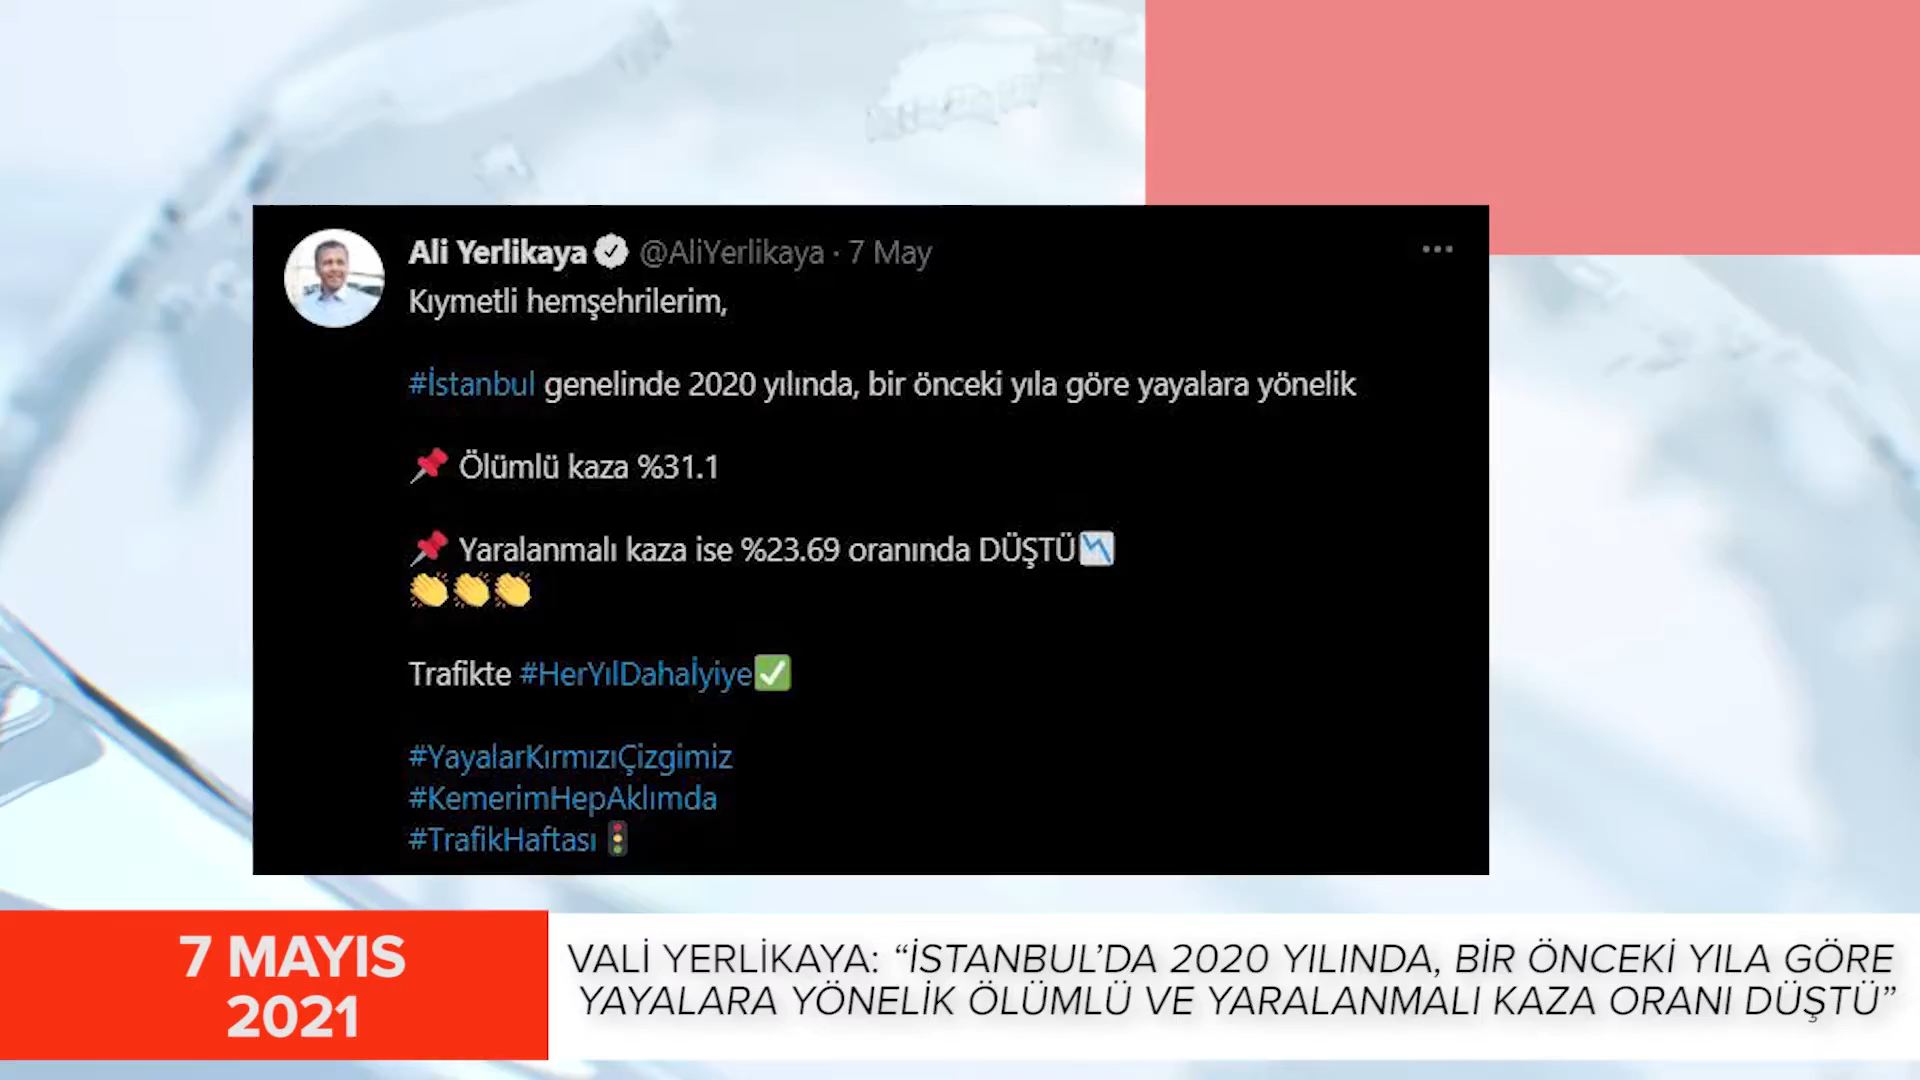 Ali Yerlikaya @AliYerlikaya · 7 May
Kıymetli hemşehrilerim,
#İstanbul genelinde 2020 yılında, bir önceki yıla göre yayalara yönelik
📌 Ölümlü kaza %31.1
📌 Yaralanmalı kaza ise %23.69 oranında DÜŞTÜ📉
👏👏👏
Trafikte #HerYılDahaİyiye✅
#YayalarKırmızıÇizgimiz
#KemerimHepAklımda
#TrafikHaftası 🚦
7 MAYIS
2021
VALİ YERLİKAYA: “İSTANBUL’DA 2020 YILINDA, BİR ÖNCEKİ YILA GÖRE
YAYALARA YÖNELİK ÖLÜMLÜ VE YARALANMALI KAZA ORANI DÜŞTÜ”